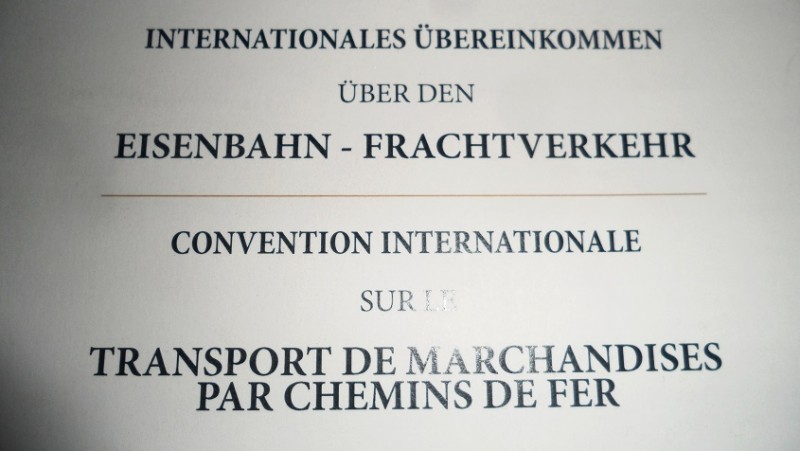 INTERNATIONALES ÜBEREINKOMMEN
ÜBER DEN
EISENBAHN - FRACHTVERKEHR
CONVENTION INTERNATIONALE
SUR LE
TRANSPORT DE MARCHANDISES
PAR CHEMINS DE FER